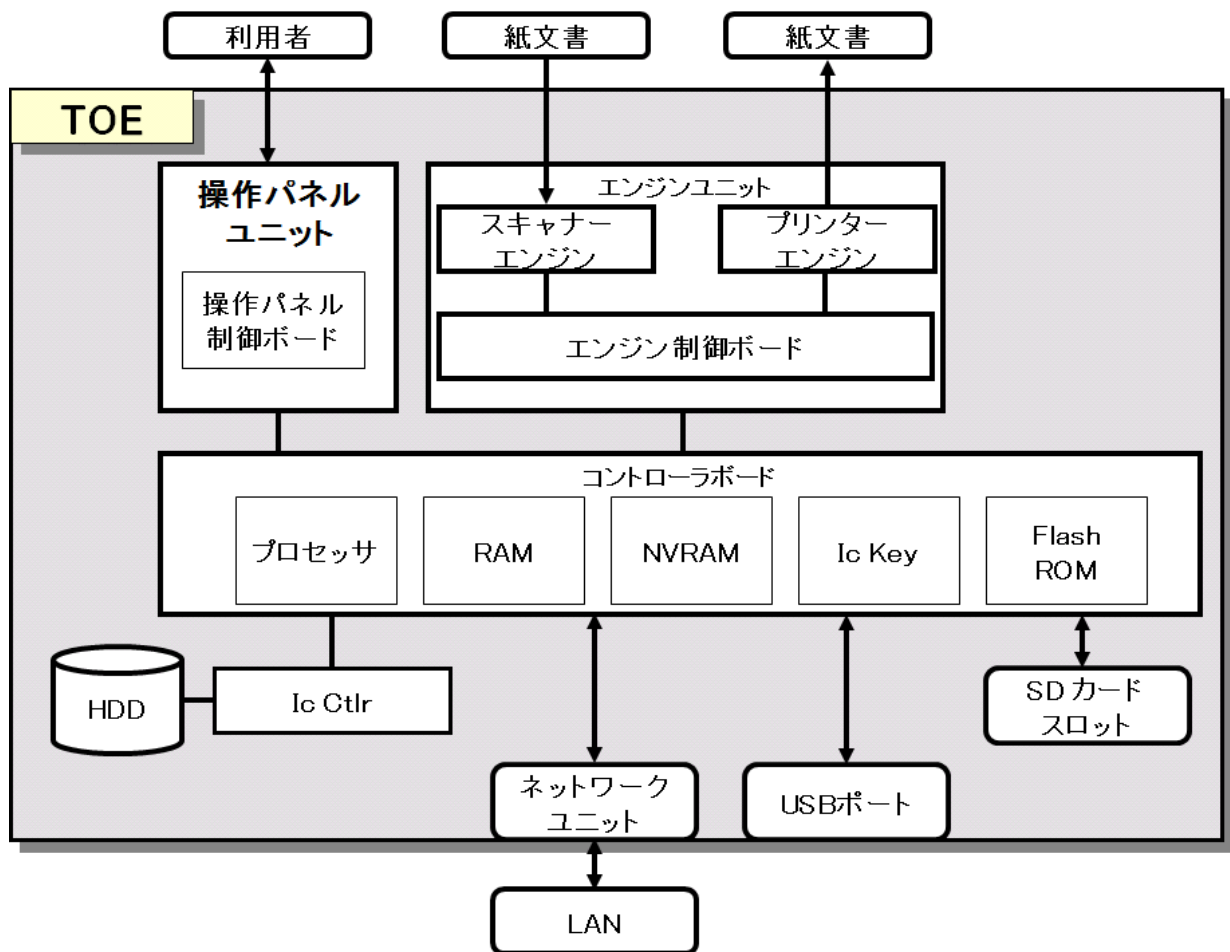 利用者
紙文書
紙文書
TOE
操作パネル
ユニット
操作パネル
制御ボード
エンジンユニット
スキャナー
エンジン
プリンター
エンジン
エンジン制御ボード
コントローラボード
プロセッサ
RAM
NVRAM
Ic Key
Flash
ROM
HDD
Ic Ctlr
SDカード
スロット
ネットワーク
ユニット
USBポート
LAN